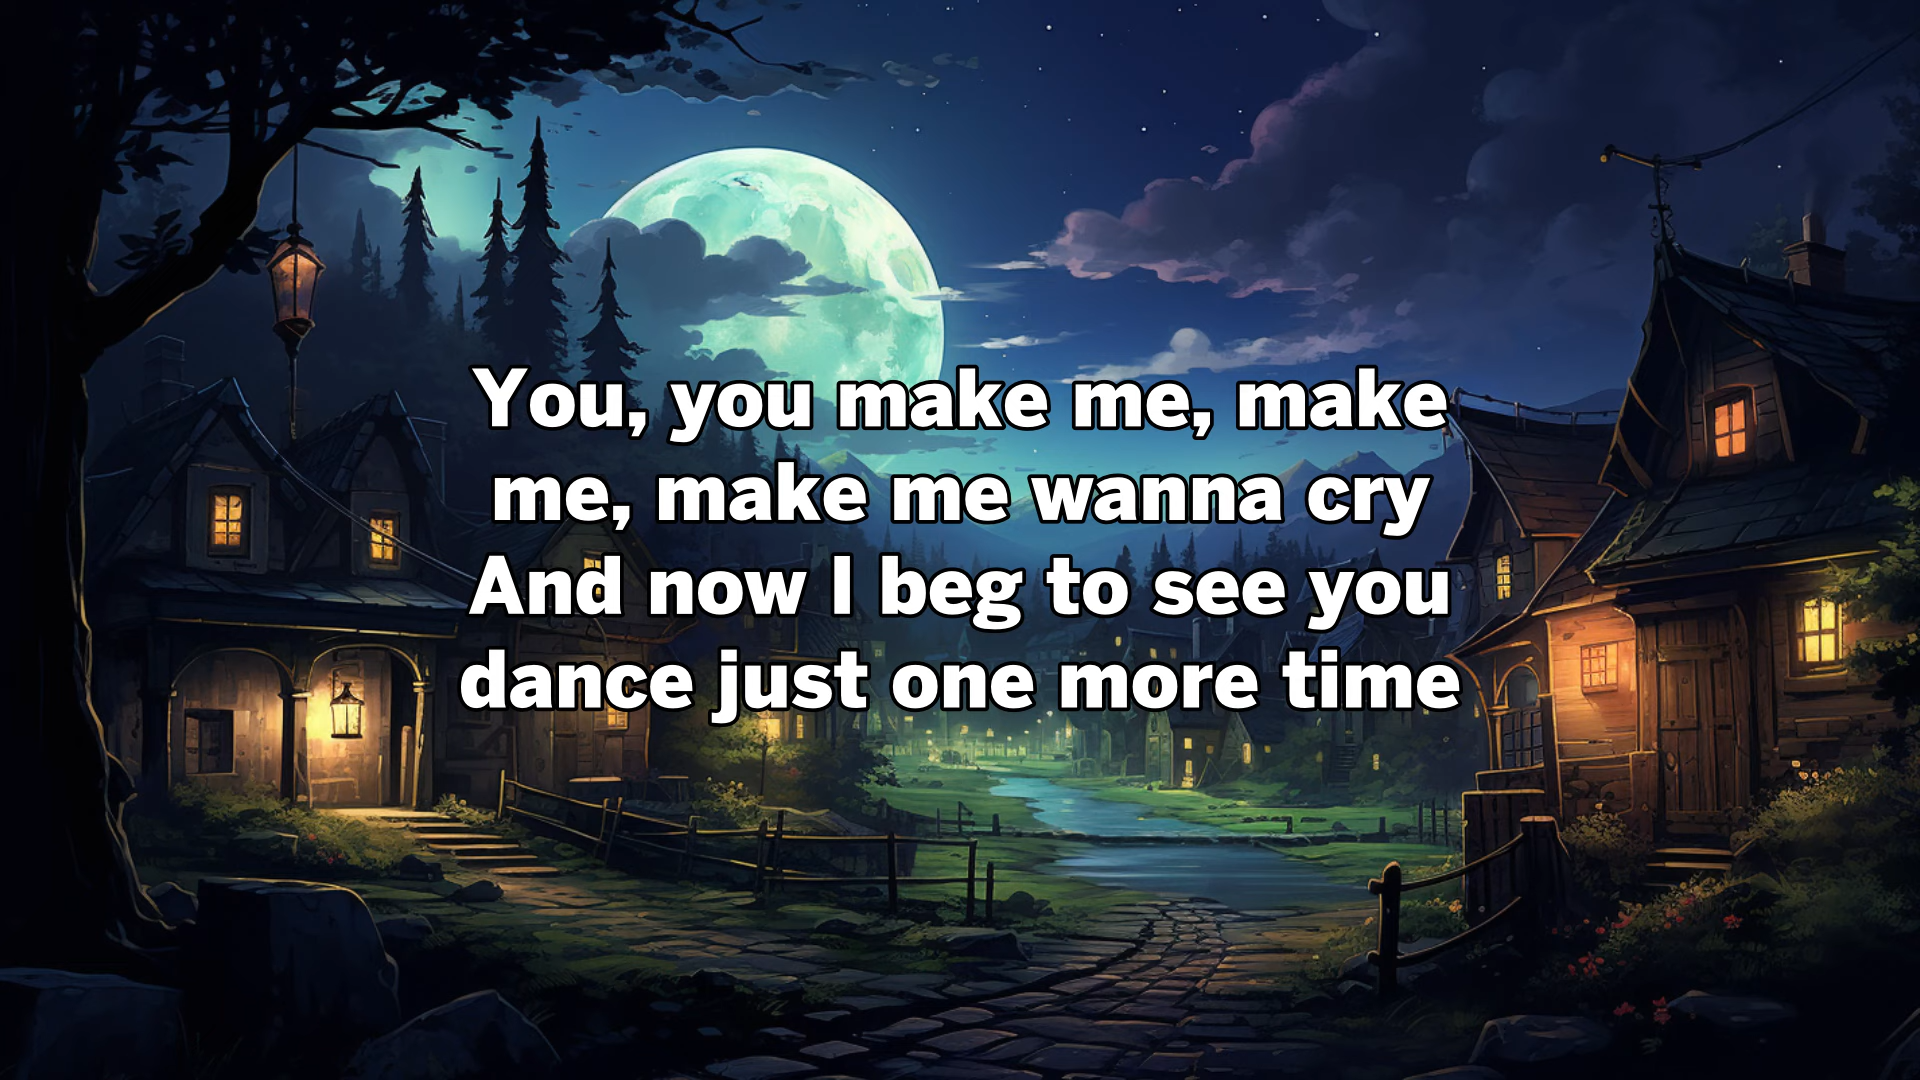 You, you make me, make
me, make me wanna cry
And now I beg to see you
dance just one more time